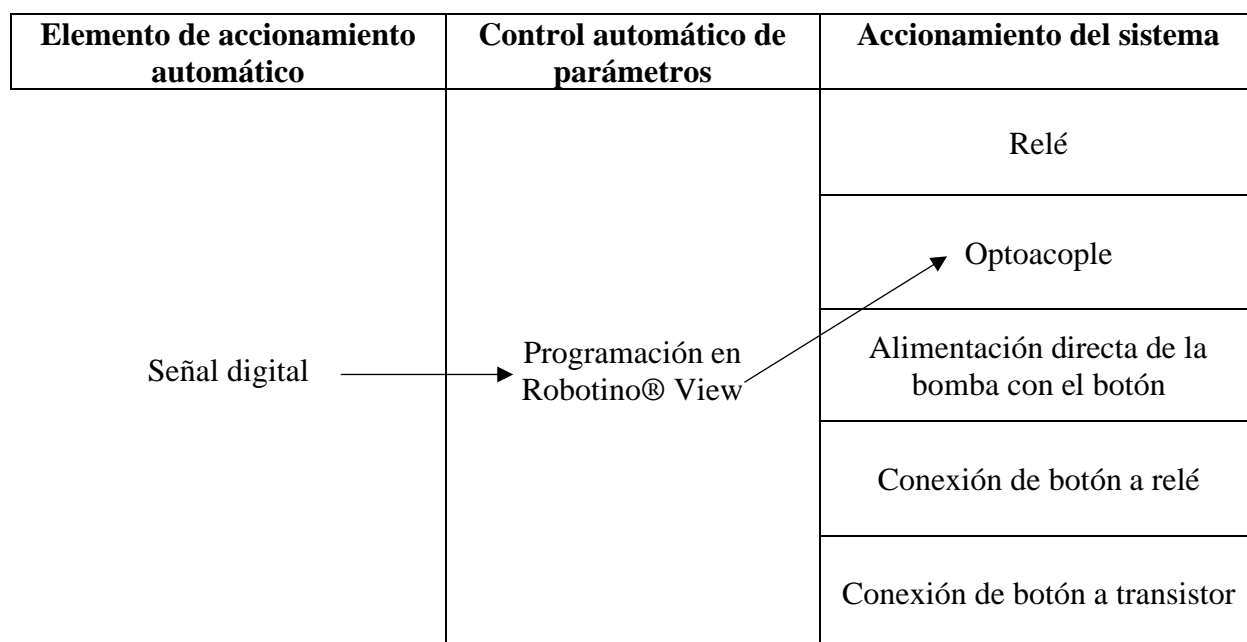 Elemento de accionamiento
automático
Control automático de
parámetros
Accionamiento del sistema
Señal digital
Programación en
Robotino® View
Relé
Optoacople
Alimentación directa de la
bomba con el botón
Conexión de botón a relé
Conexión de botón a transistor